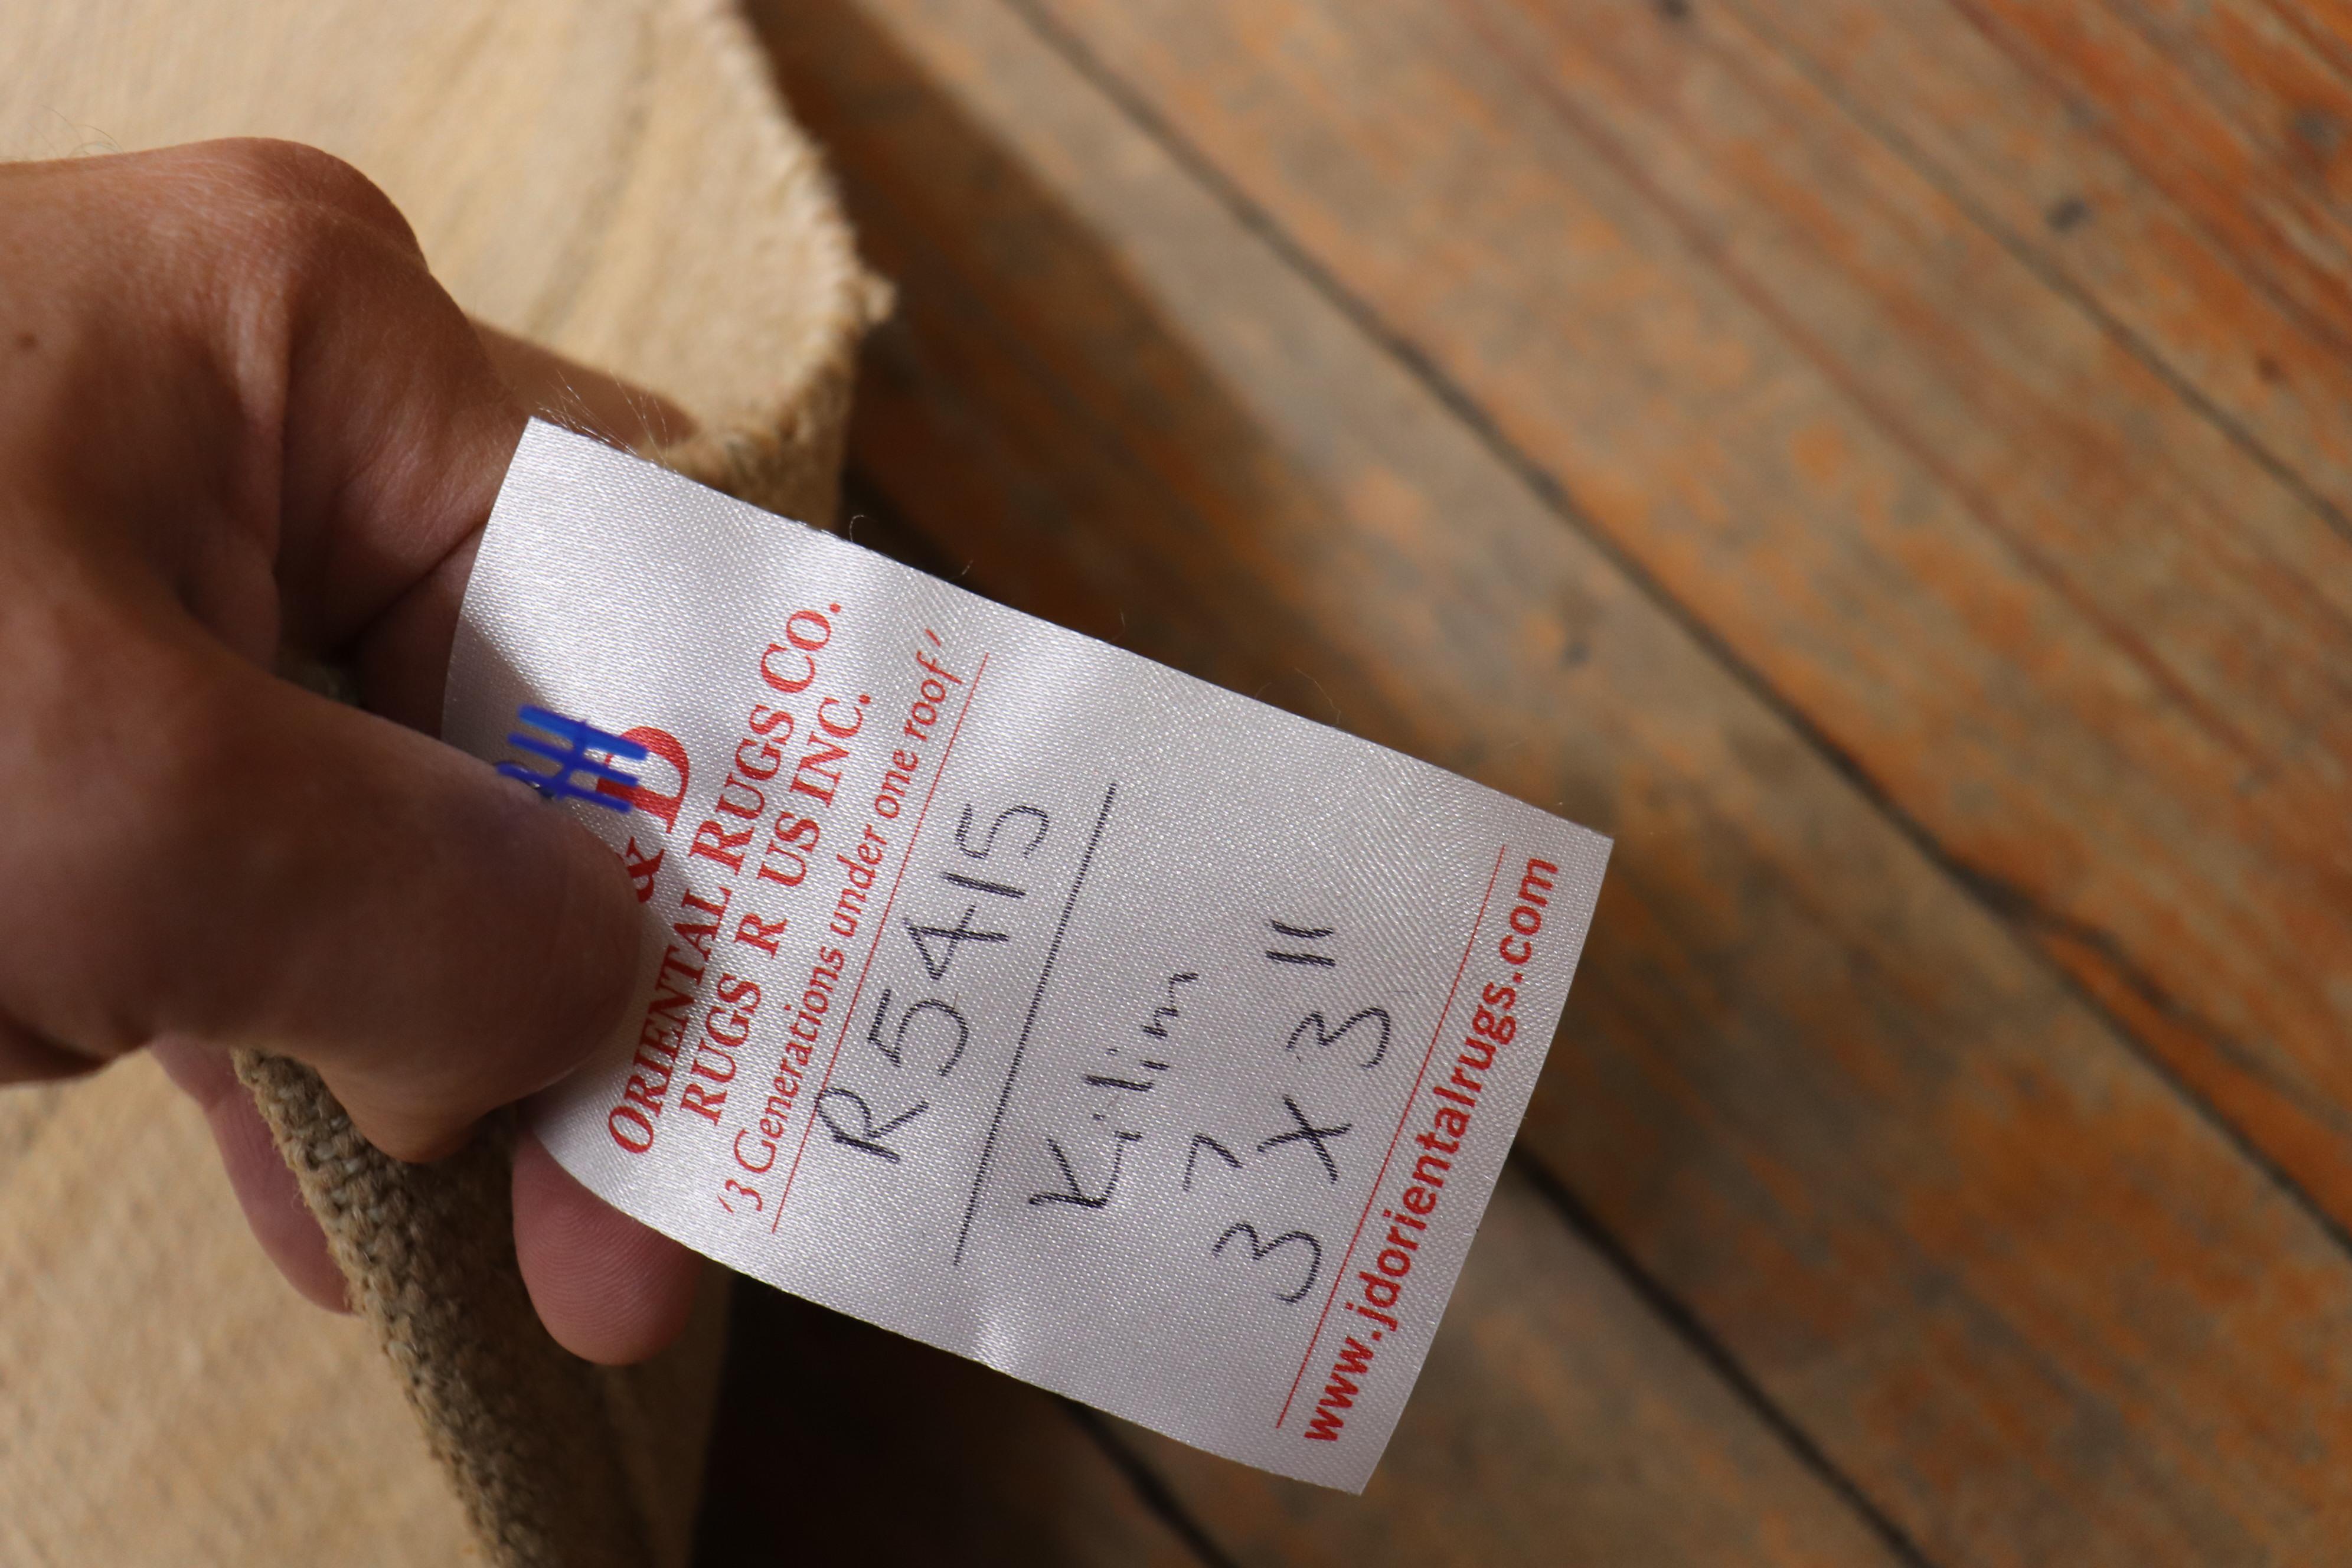 & D
ORIENTAL RUGS CO.
RUGS R US INC.
‘3 Generations under one roof’
R5415
Kilim
3 7 X 3 11
www.jdorientalrugs.com